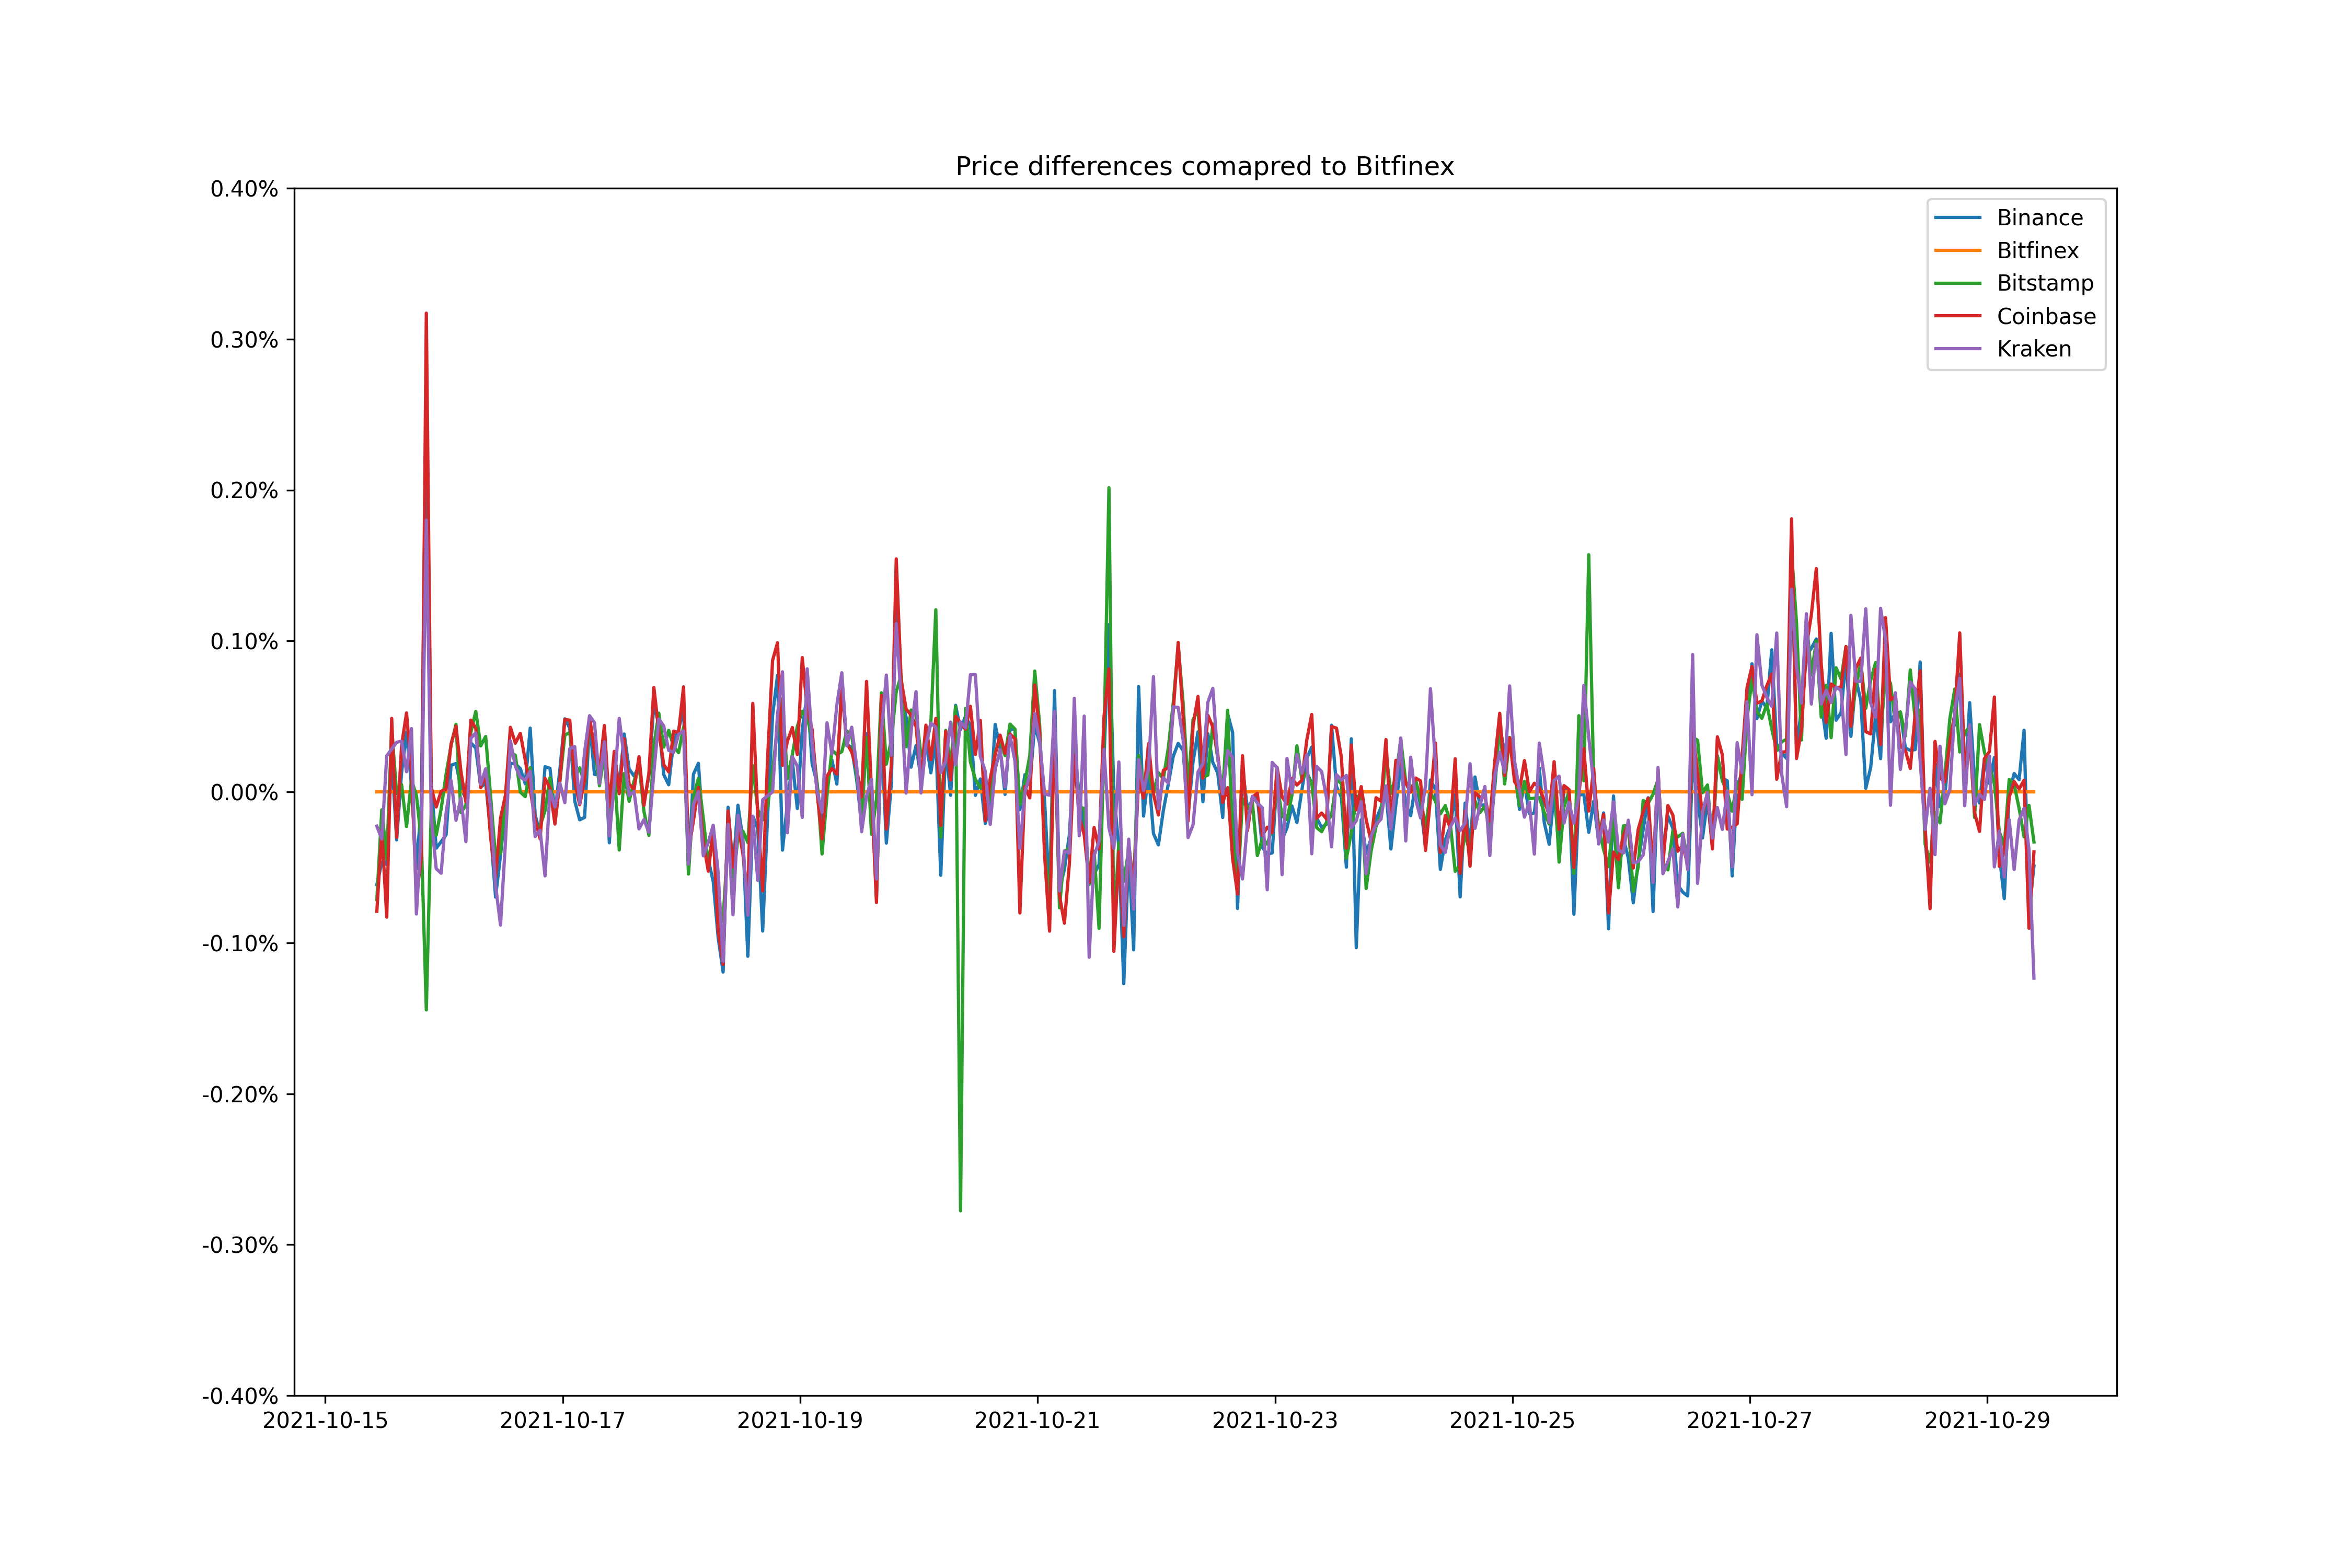 Price differences comapred to Bitfinex
0.40%
0.30%
0.20%
0.10%
0.00%
-0.10%
-0.20%
-0.30%
-0.40%
Binance
Bitfinex
Bitstamp
Coinbase
Kraken
2021-10-15 2021-10-17 2021-10-19 2021-10-21 2021-10-23 2021-10-25 2021-10-27 2021-10-29